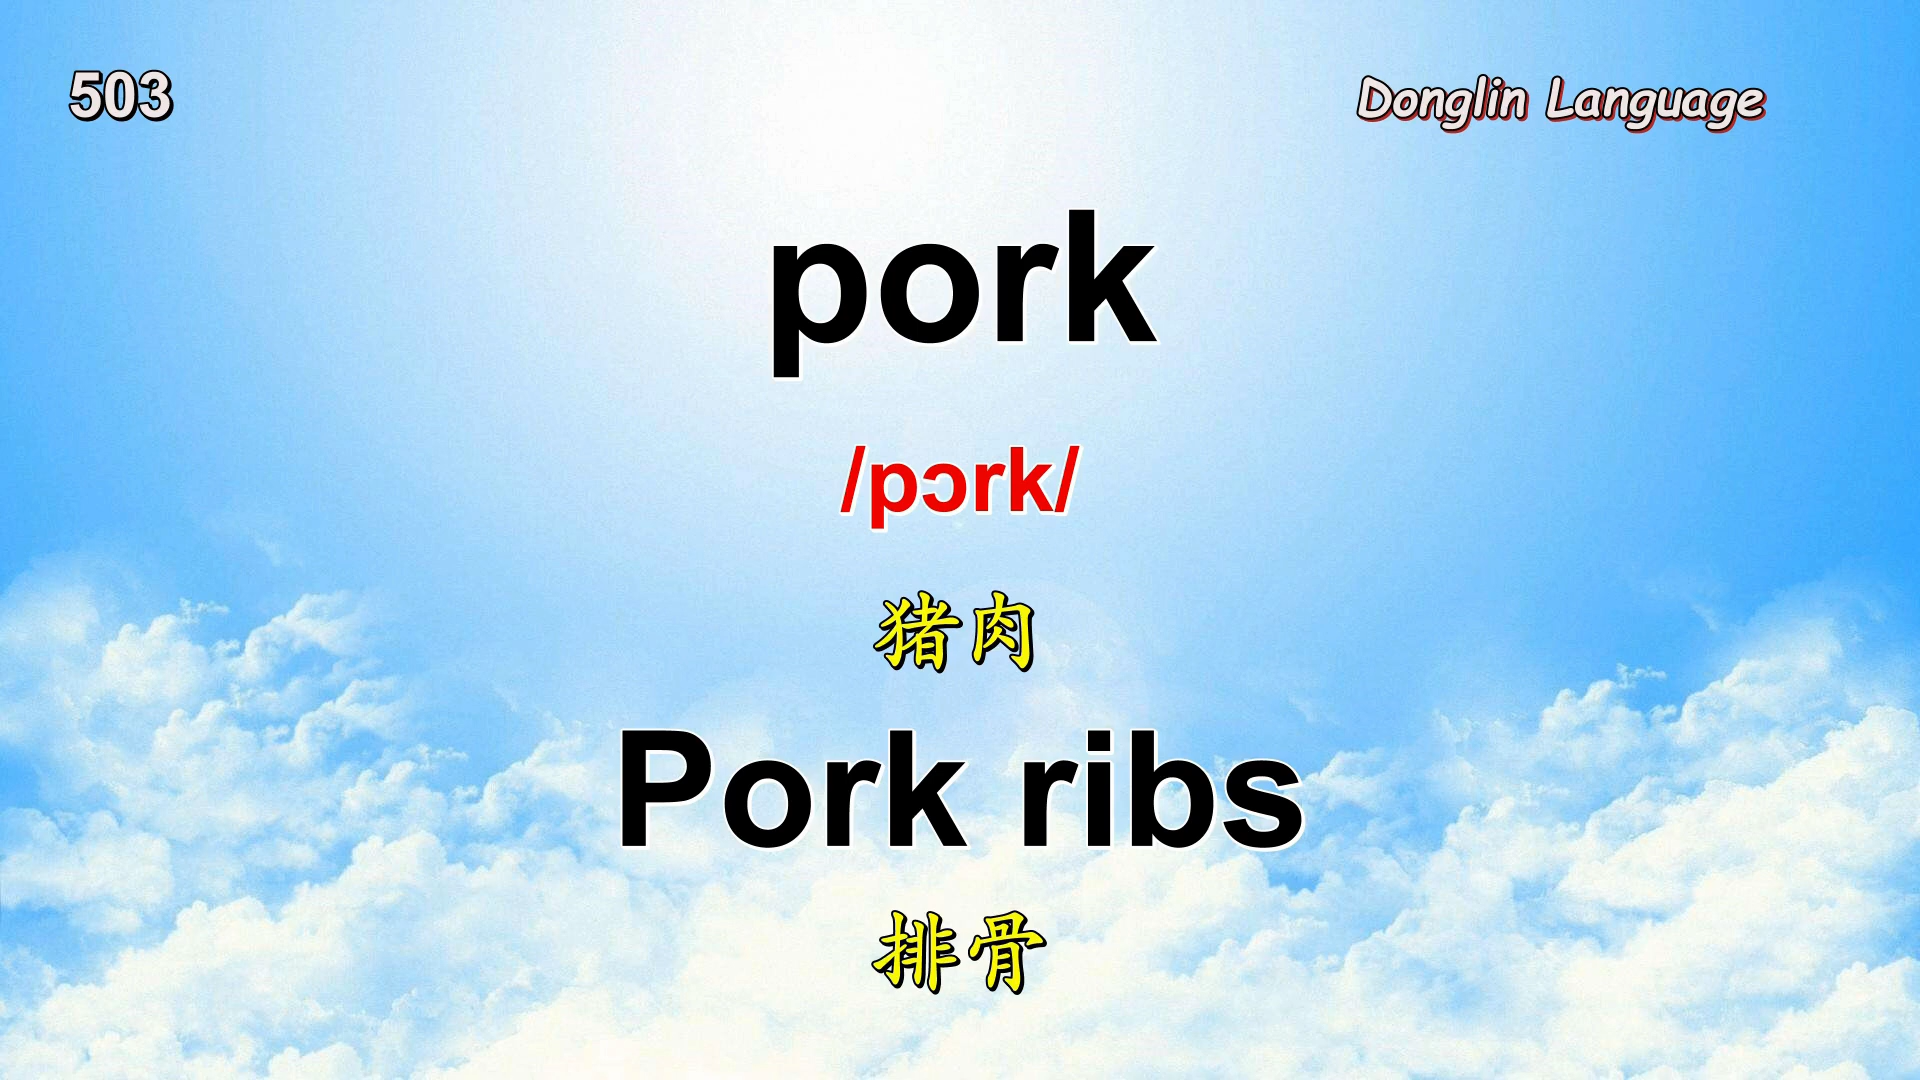 503
Donglin Language
pork
/pɔrk/
猪肉
Pork ribs
排骨